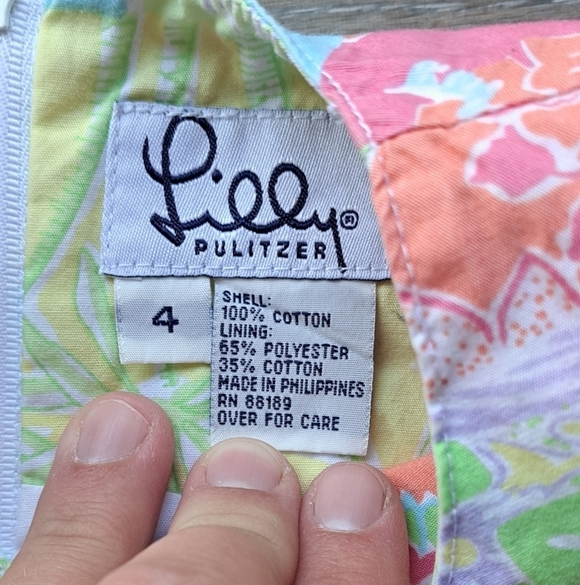 Lilly®
PULITZER
4
SHELL:
100% COTTON
LINING:
65% POLYESTER
35% COTTON
MADE IN PHILIPPINES
RN 88189
OVER FOR CARE